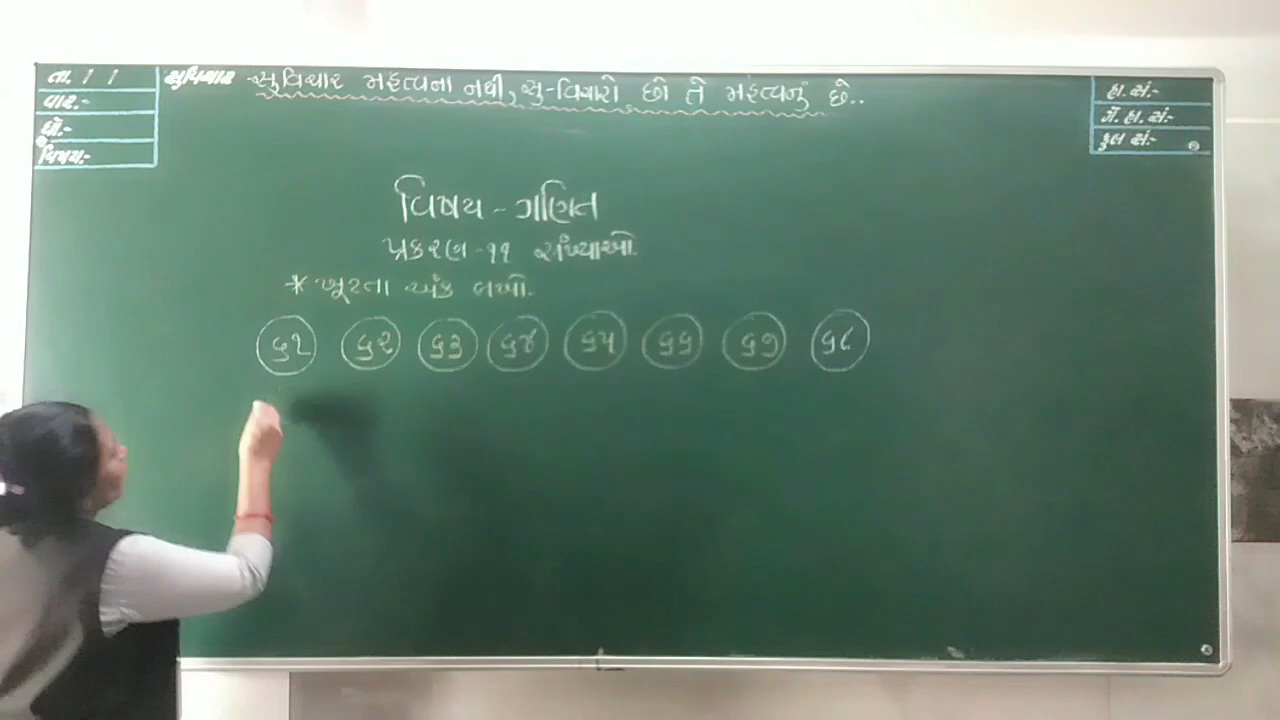 તા. / /
વાર.-
ધો.-
વિષય.-
સુવિચાર -સુવિચાર મહત્વના નથી, સુ-વિચારો છો તે મહત્વનું છે..
હા. સં.-
ગૈ. હા. સં.-
કુલ સં.-
વિષય - ગણિત
પ્રકરણ - ૧૧ સંખ્યાઓ.
* ખૂટતા અંક લખો.
૬૧ ૬૨ ૬૩ ૬૪ ૬૫ ૬૬ ૬૭ ૬૮